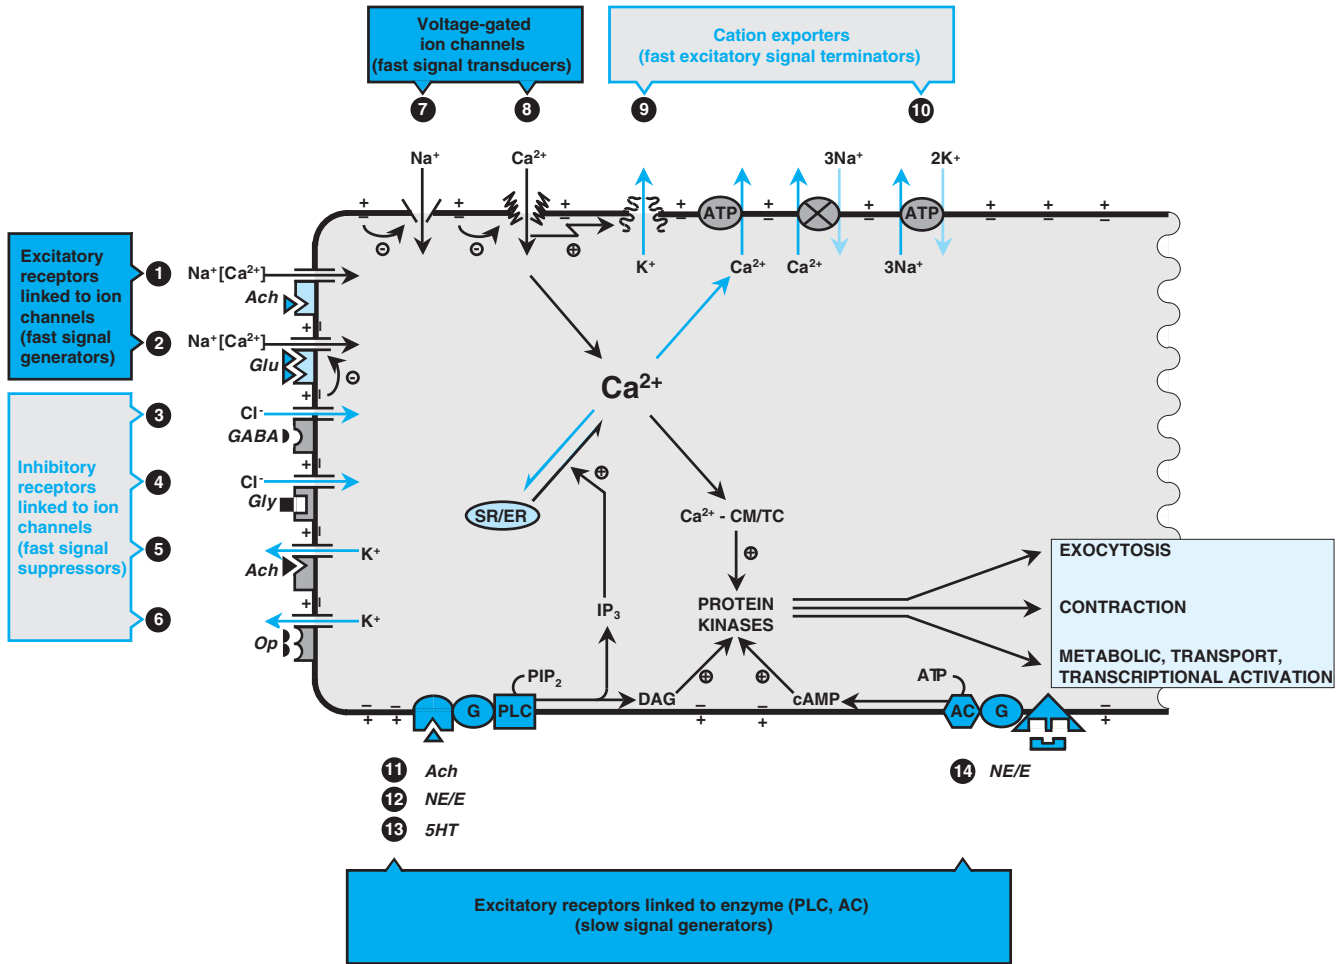 Voltage-gated
ion channels
(fast signal transducers)
Cation exporters
(fast excitatory signal terminators)
7
8
9
10
Na⁺
Ca²⁺
3Na⁺
2K⁺
+ − + − + − + − + − + − + − + − + −
ATP
ATP
⊖ ⊖ ⊕
K⁺
Ca²⁺
Ca²⁺
3Na⁺
Excitatory
receptors
linked to ion
channels
(fast signal
generators)
1
Na⁺[Ca²⁺]
Ach
+ −
2
Na⁺[Ca²⁺]
Glu
⊖
+ −
Ca²⁺
Inhibitory
receptors
linked to ion
channels
(fast signal
suppressors)
3
Cl⁻
GABA
+ −
4
Cl⁻
Gly
+ −
5
K⁺
Ach
+ −
6
K⁺
Op
⊕
SR/ER
Ca²⁺ - CM/TC
⊕
IP₃
PROTEIN
KINASES
EXOCYTOSIS
CONTRACTION
METABOLIC, TRANSPORT,
TRANSCRIPTIONAL ACTIVATION
PIP₂
⊕ ⊕
ATP
DAG
cAMP
G
PLC
AC
G
− + − + − + − + − +
11 Ach
12 NE/E
13 5HT
14 NE/E
Excitatory receptors linked to enzyme (PLC, AC)
(slow signal generators)